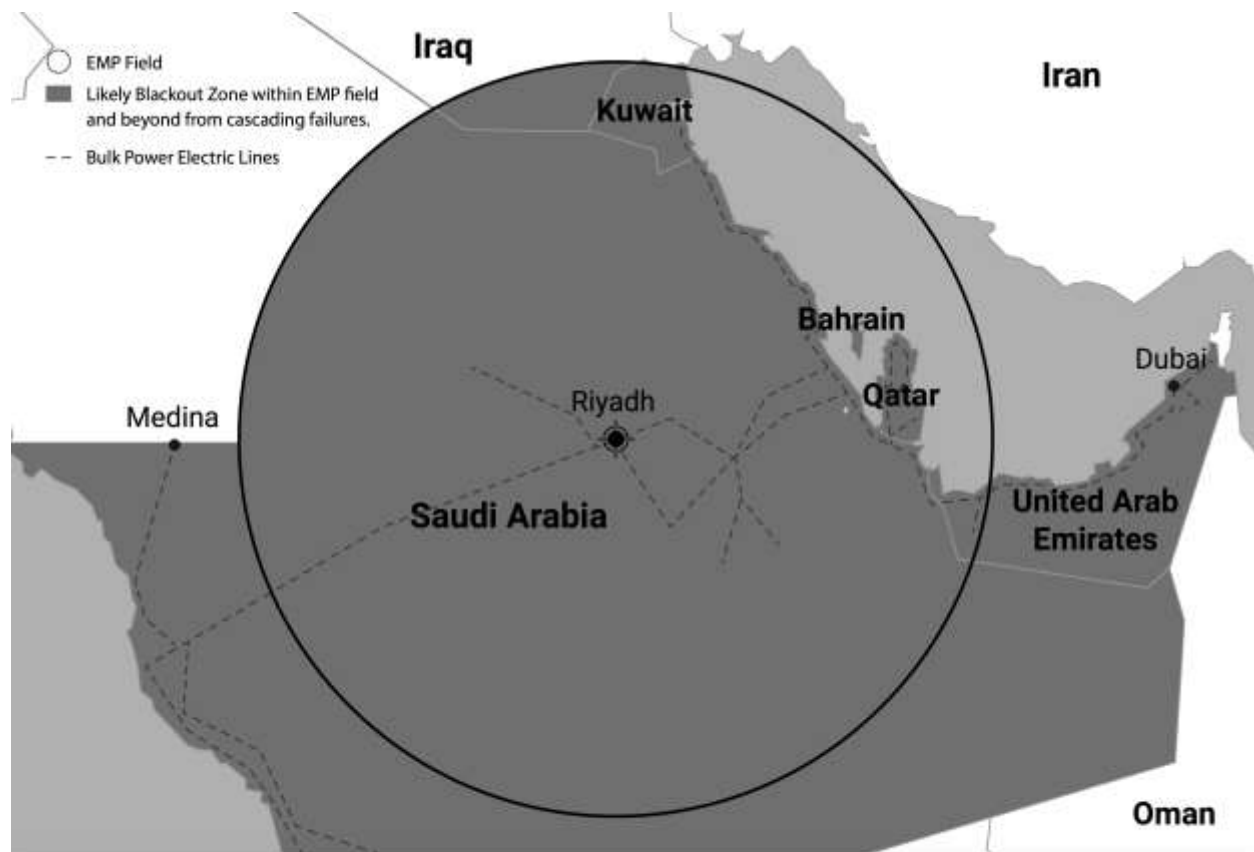 Iraq
Iran
EMP Field
Likely Blackout Zone within EMP field
and beyond from cascading failures.
Bulk Power Electric Lines
Kuwait
Bahrain
Dubai
Qatar
Riyadh
Medina
Saudi Arabia
United Arab
Emirates
Oman